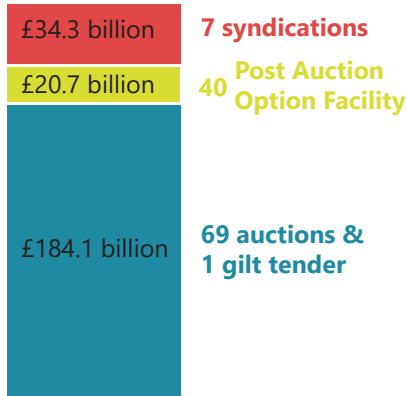 £34.3 billion 7 syndications
£20.7 billion 40 Post Auction
Option Facility
£184.1 billion 69 auctions &
1 gilt tender